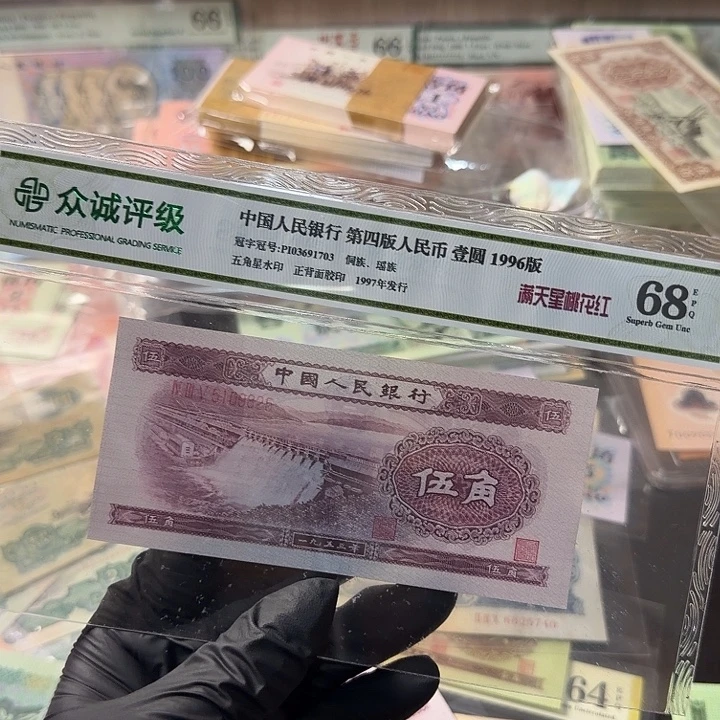 66
66
众诚评级
NUMISMATIC PROFESSIONAL GRADING SERVICE
中国人民银行 第四版人民币 壹圆 1996版
冠字冠号:PI03691703 侗族、瑶族
五角星水印 正背面胶印 1997年发行
满天星桃花红
68 EPQ
Superb Gem Unc
伍
中國人民銀行
伍
伍角
伍角
一九五三年
伍角
64